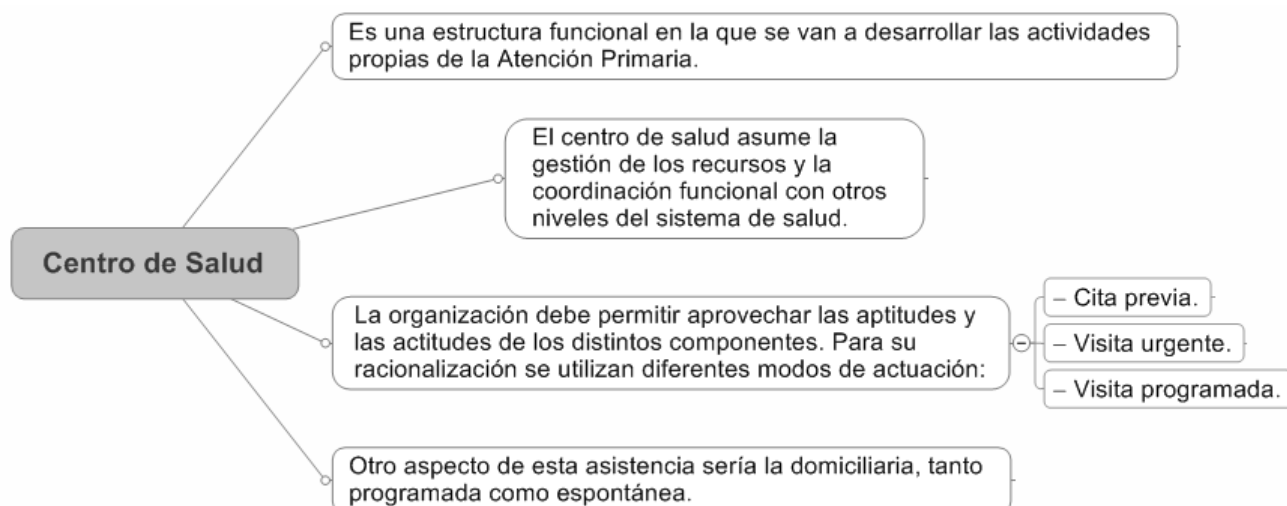 Es una estructura funcional en la que se van a desarrollar las actividades
propias de la Atención Primaria.
El centro de salud asume la
gestión de los recursos y la
coordinación funcional con otros
niveles del sistema de salud.
Centro de Salud
La organización debe permitir aprovechar las aptitudes y
las actitudes de los distintos componentes. Para su
racionalización se utilizan diferentes modos de actuación:
– Cita previa.
– Visita urgente.
– Visita programada.
Otro aspecto de esta asistencia sería la domiciliaria, tanto
programada como espontánea.